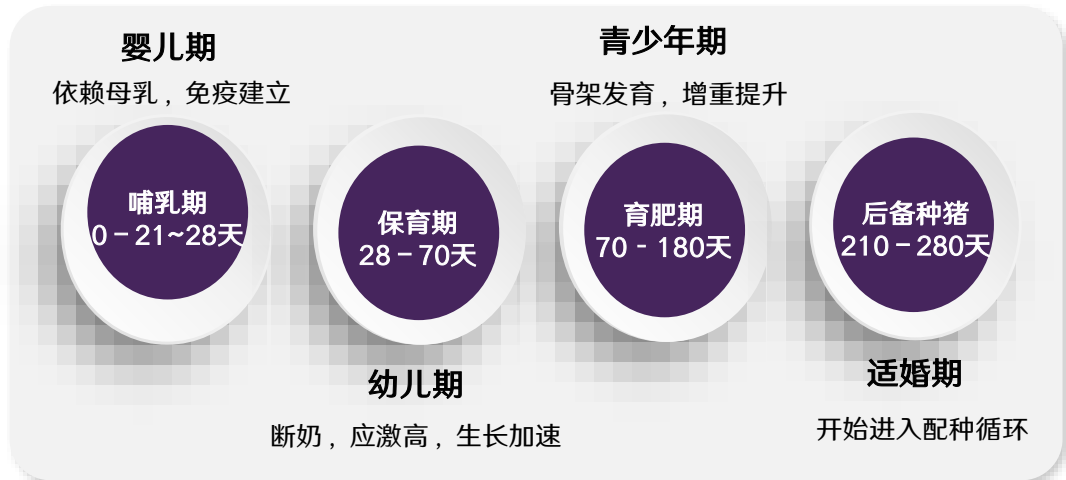 婴儿期
依赖母乳，免疫建立
哺乳期
0－21~28天
保育期
28－70天
幼儿期
断奶，应激高，生长加速
青少年期
骨架发育，增重提升
育肥期
70 - 180天
后备种猪
210－280天
适婚期
开始进入配种循环